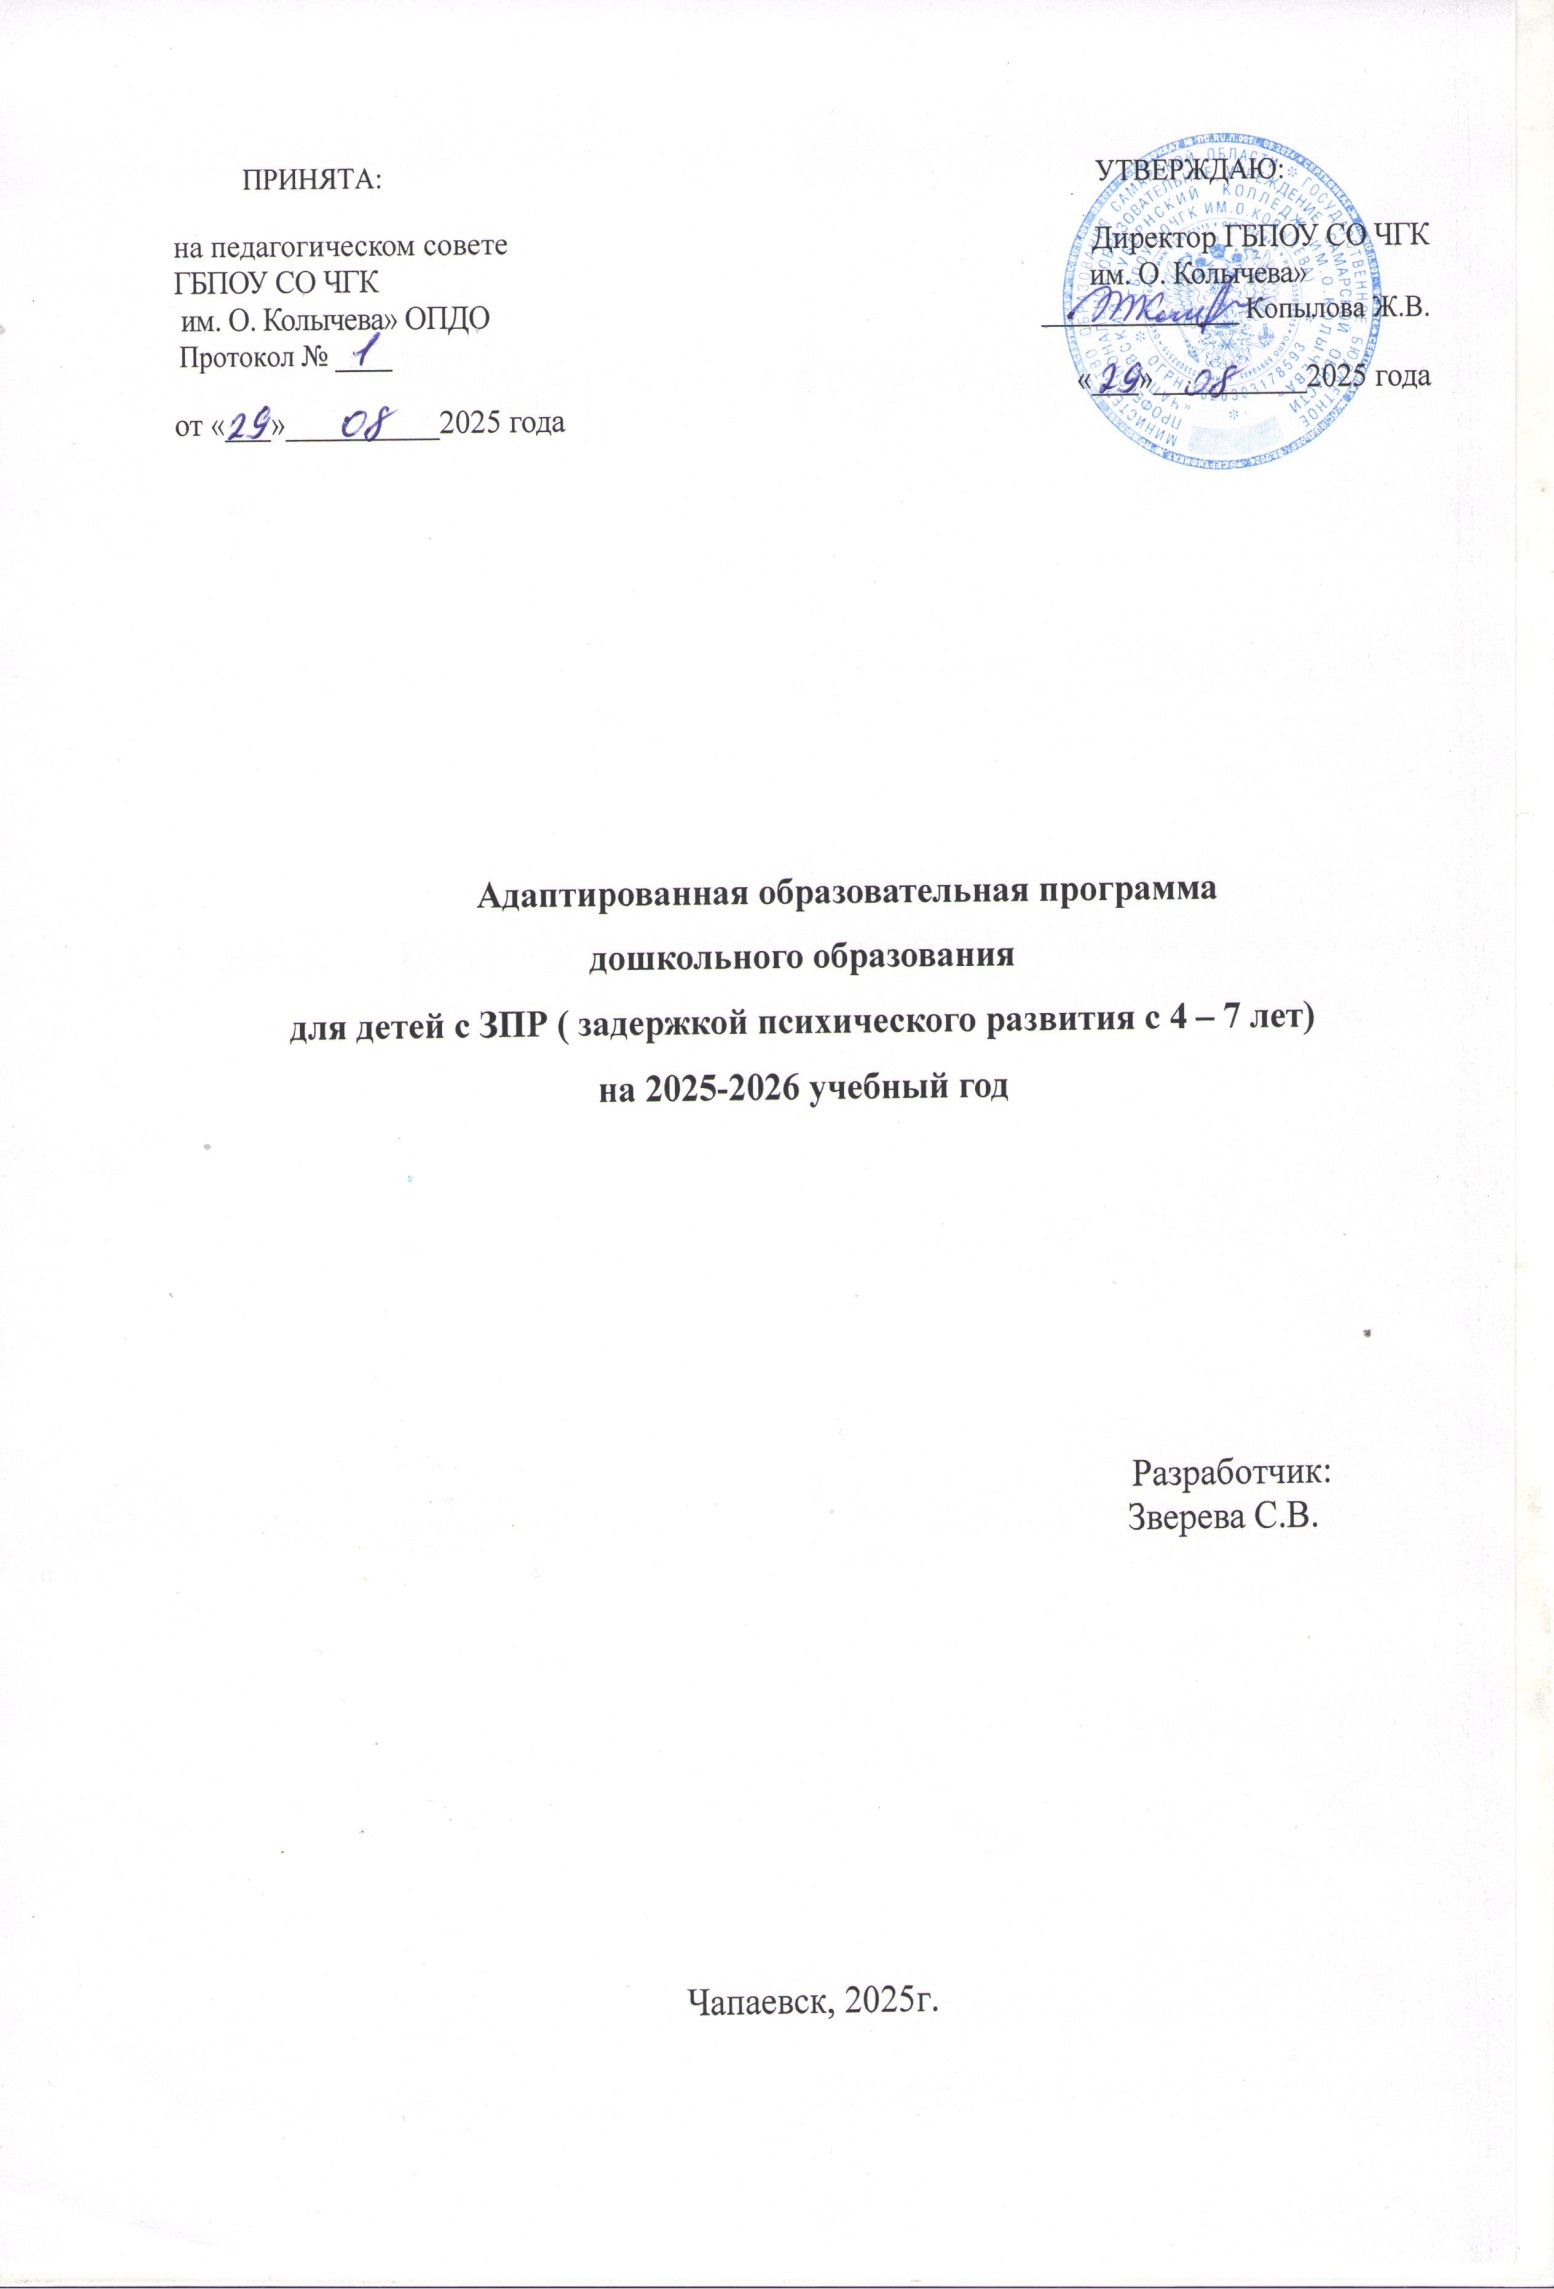 ПРИНЯТА:
на педагогическом совете
ГБПОУ СО ЧГК
им. О. Колычева» ОПДО
Протокол № 1
от «29» 08 2025 года
УТВЕРЖДАЮ:
Директор ГБПОУ СО ЧГК
им. О. Колычева»
Копылова Ж.В.
«29» 08 2025 года
Адаптированная образовательная программа
дошкольного образования
для детей с ЗПР ( задержкой психического развития с 4 – 7 лет)
на 2025-2026 учебный год
Разработчик:
Зверева С.В.
Чапаевск, 2025г.